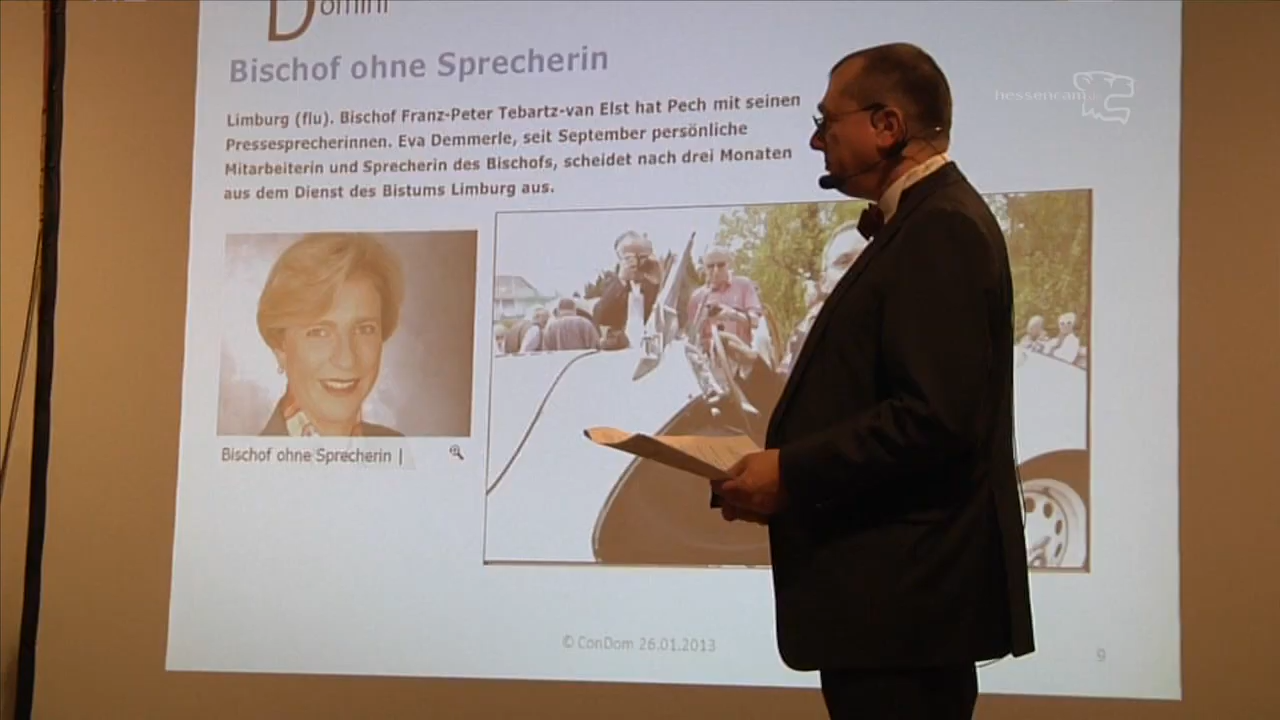 Domini
Bischof ohne Sprecherin
hessencam
Limburg (flu). Bischof Franz-Peter Tebartz-van Elst hat Pech mit seinen
Pressesprecherinnen. Eva Demmerle, seit September persönliche
Mitarbeiterin und Sprecherin des Bischofs, scheidet nach drei Monaten
aus dem Dienst des Bistums Limburg aus.
Bischof ohne Sprecherin |
© ConDom 26.01.2013
9